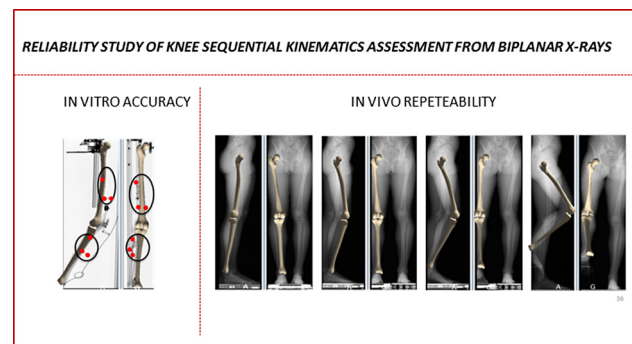 RELIABILITY STUDY OF KNEE SEQUENTIAL KINEMATICS ASSESSMENT FROM BIPLANAR X-RAYS
IN VITRO ACCURACY
IN VIVO REPETEABILITY
A
A
G
36